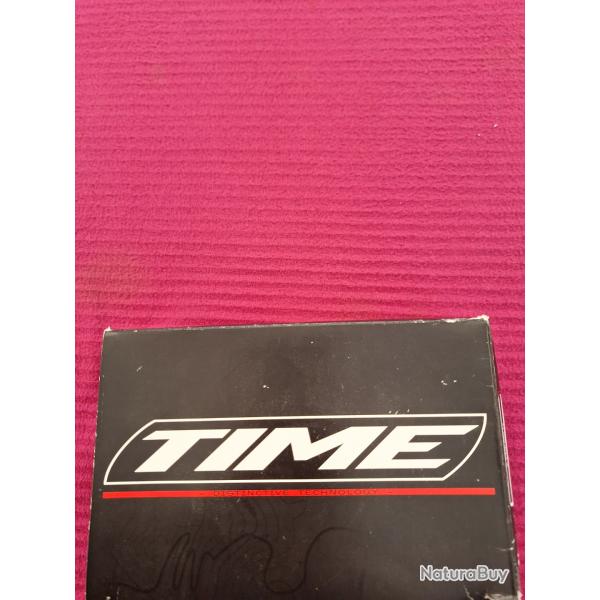 TIME
- DISTINCTIVE TECHNOLOGY -
NaturaBuy